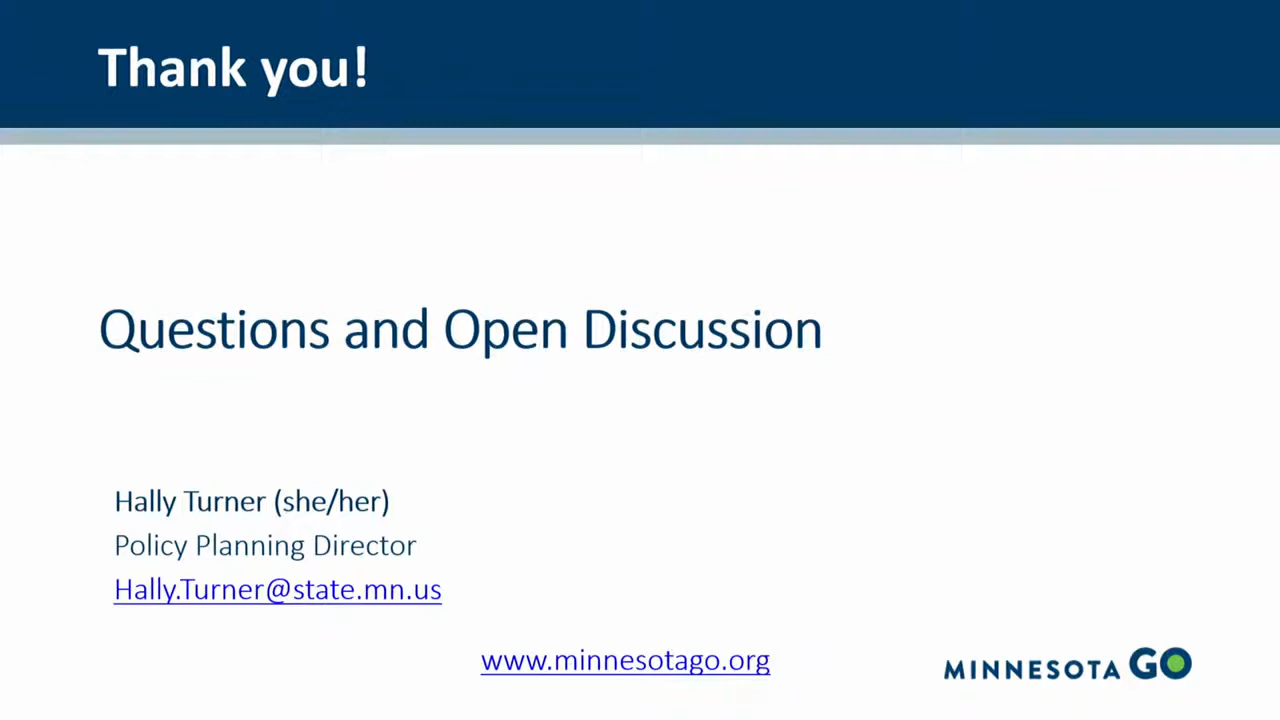 Thank you!
Questions and Open Discussion
Hally Turner (she/her)
Policy Planning Director
Hally.Turner@state.mn.us
www.minnesotago.org
MINNESOTA GO